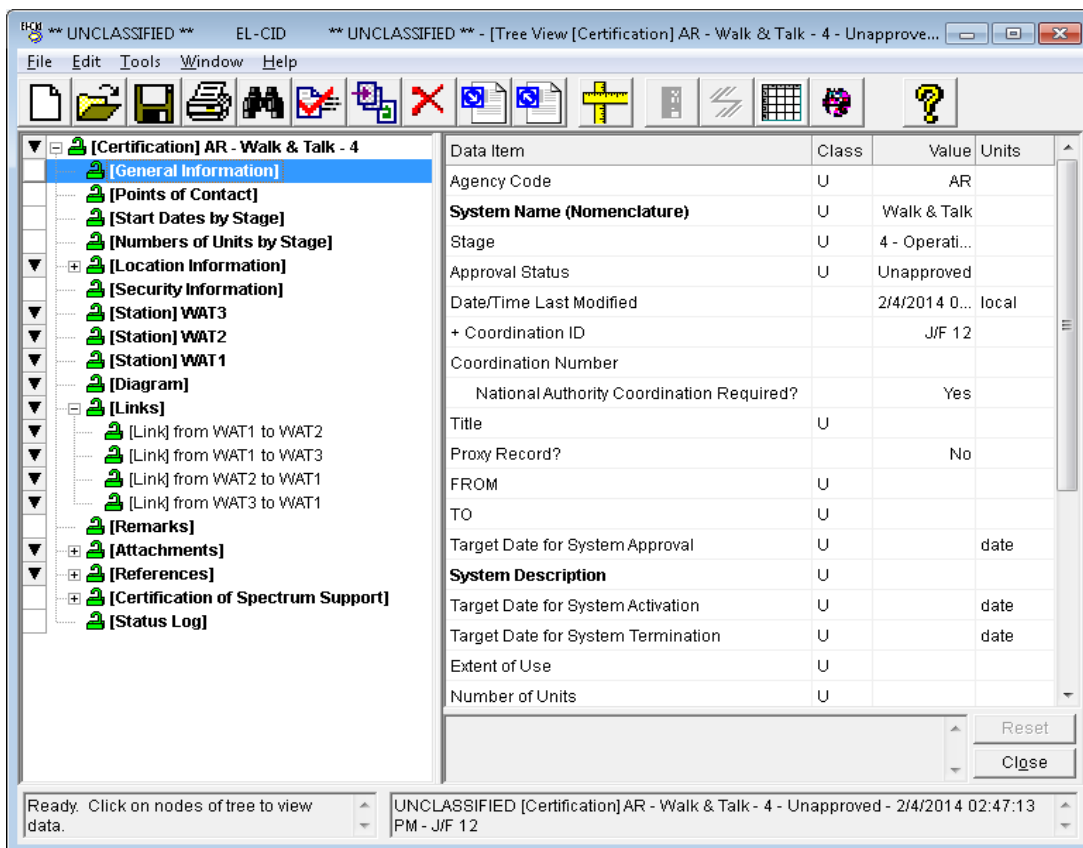 EL-CID ** UNCLASSIFIED ** EL-CID ** UNCLASSIFIED ** - [Tree View [Certification] AR - Walk & Talk - 4 - Unapprove...
File Edit Tools Window Help
[Certification] AR - Walk & Talk - 4
[General Information]
[Points of Contact]
[Start Dates by Stage]
[Numbers of Units by Stage]
[Location Information]
[Security Information]
[Station] WAT3
[Station] WAT2
[Station] WAT1
[Diagram]
[Links]
[Link] from WAT1 to WAT2
[Link] from WAT1 to WAT3
[Link] from WAT2 to WAT1
[Link] from WAT3 to WAT1
[Remarks]
[Attachments]
[References]
[Certification of Spectrum Support]
[Status Log]
Data Item Class Value Units
Agency Code U AR
System Name (Nomenclature) U Walk & Talk
Stage U 4 - Operati...
Approval Status U Unapproved
Date/Time Last Modified 2/4/2014 0... local
+ Coordination ID J/F 12
Coordination Number
National Authority Coordination Required? Yes
Title U
Proxy Record? No
FROM U
TO U
Target Date for System Approval U date
System Description U
Target Date for System Activation U date
Target Date for System Termination U date
Extent of Use U
Number of Units U
Reset
Close
Ready. Click on nodes of tree to view
data.
UNCLASSIFIED [Certification] AR - Walk & Talk - 4 - Unapproved - 2/4/2014 02:47:13
PM - J/F 12